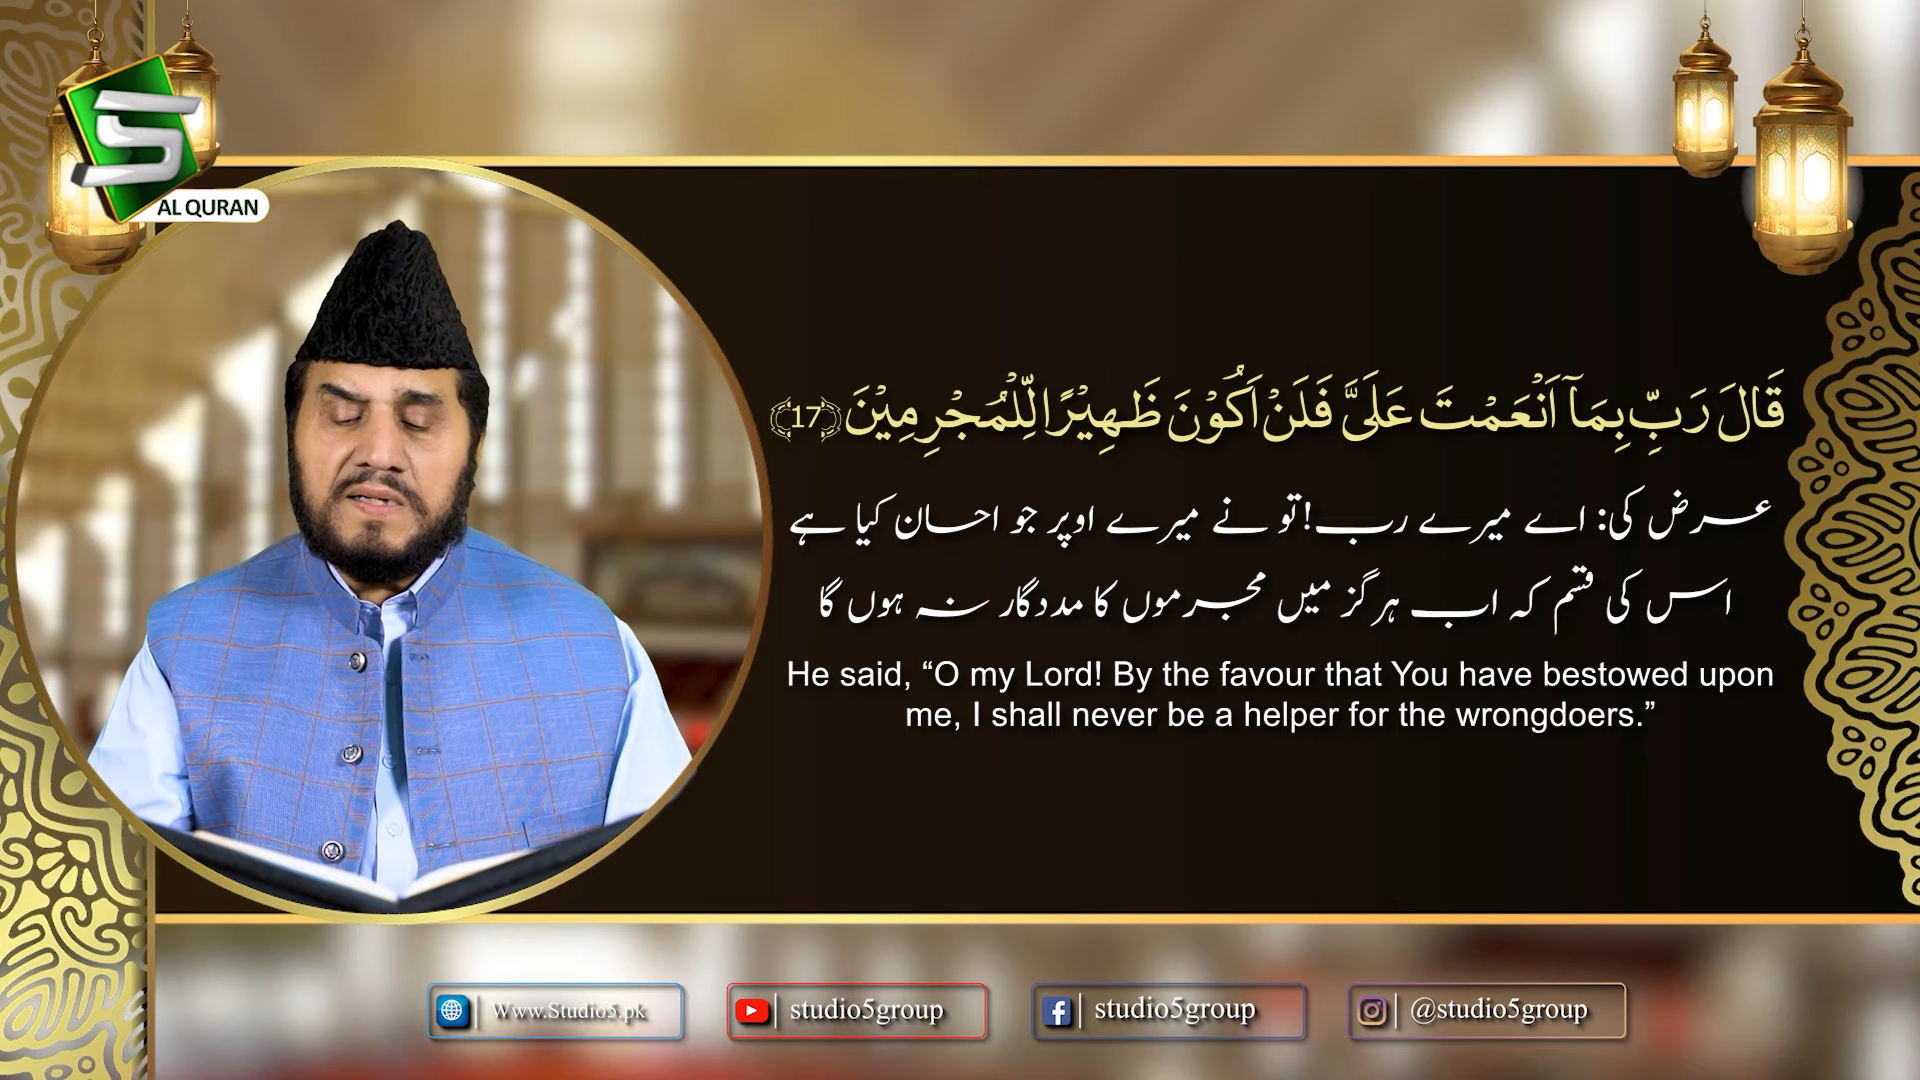 S
AL QURAN
قَالَ رَبِّ بِمَاۤ اَنْعَمْتَ عَلَیَّ فَلَنْ اَكُوْنَ ظَهِیْرًا لِّلْمُجْرِمِیْنَ ﴿17﴾
عرض کی: اے میرے رب!تو نے میرے اوپر جو احسان کیا ہے
اس کی قسم کہ اب ہرگز میں مجرموں کا مددگار نہ ہوں گا
He said, “O my Lord! By the favour that You have bestowed upon
me, I shall never be a helper for the wrongdoers.”
Www.Studio5.pk
studio5group
studio5group
@studio5group